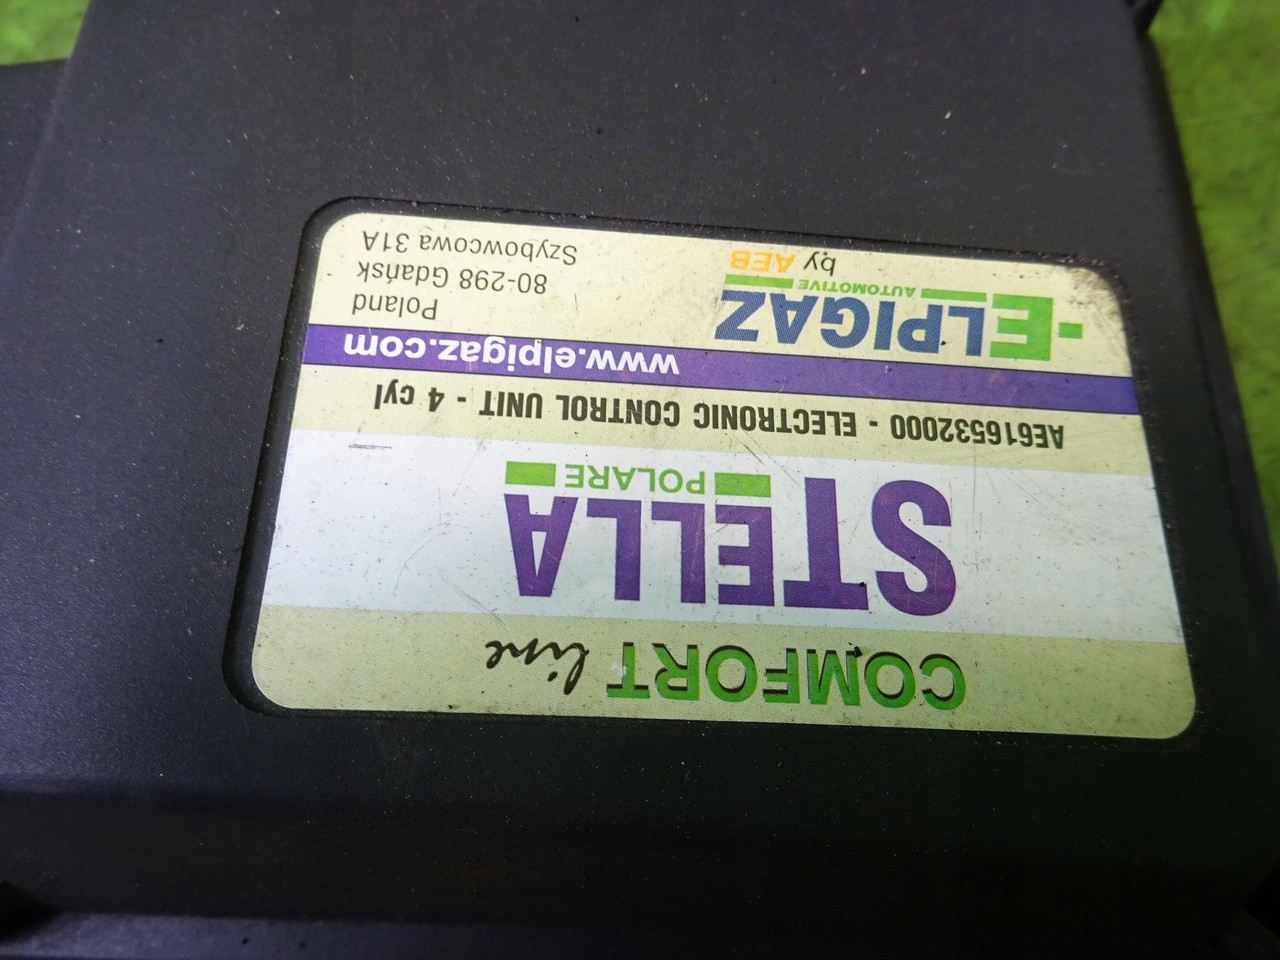 COMFORT line
STELLA
POLARE
AE616532000 - ELECTRONIC CONTROL UNIT - 4 cyl
www.elpigaz.com
ELPIGAZ
AUTOMOTIVE
by AEB
Poland
80-298 Gdańsk
Szybowcowa 31A